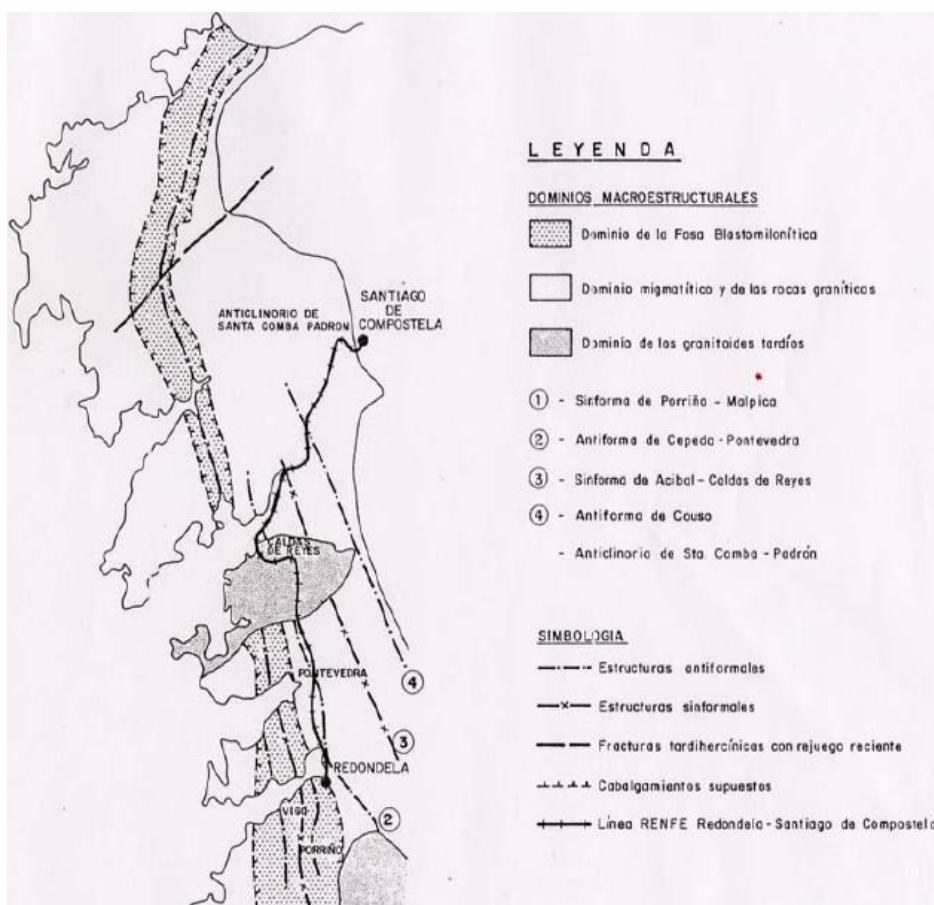 ANTICLINORIO DE
SANTA COMBA PADRON
SANTIAGO
DE
COMPOSTELA
CALDAS
DE REYES
PONTEVEDRA
4
3
REDONDELA
2
VIGO
PORRIÑO
LEYENDA
DOMINIOS MACROESTRUCTURALES
Dominio de la Fosa Blastomilonítica
Dominio migmatítico y de las rocas graníticas
Dominio de los granitoides tardíos
1 - Sinforma de Porriño - Malpica
2 - Antiforma de Cepeda - Pontevedra
3 - Sinforma de Acibal - Caldas de Reyes
4 - Antiforma de Couso
- Anticlinorio de Sta. Comba - Padrón
SIMBOLOGIA
Estructuras antiformales
Estructuras sinformales
Fracturas tardihercínicas con rejuego reciente
Cabalgamientos supuestos
Línea RENFE Redondela - Santiago de Compostela